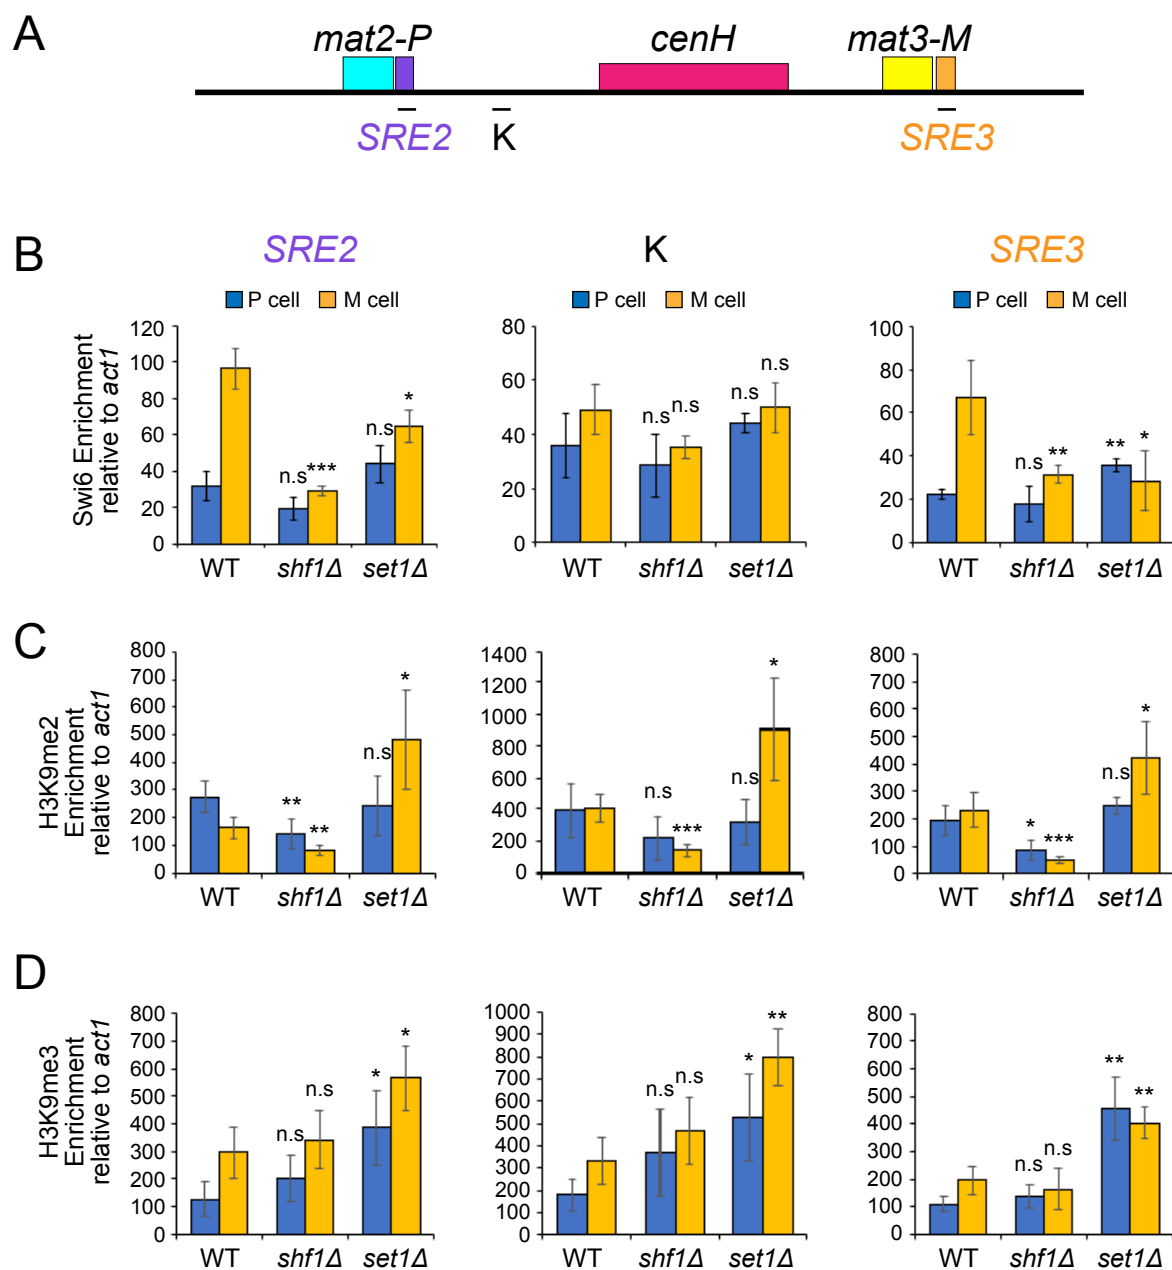 A
mat2-P cenH mat3-M
SRE2 K SRE3
B
SRE2 K SRE3
P cell M cell P cell M cell P cell M cell
Swi6 Enrichment
relative to act1
120
100
80
60
40
20
0
n.s *** n.s *
WT shf1Δ set1Δ
80
60
40
20
0
n.s n.s n.s n.s
WT shf1Δ set1Δ
100
80
60
40
20
0
n.s ** ** *
WT shf1Δ set1Δ
C
H3K9me2
Enrichment
relative to act1
800
700
600
500
400
300
200
100
0
** ** n.s *
WT shf1Δ set1Δ
1400
1200
1000
800
600
400
200
0
n.s *** n.s *
WT shf1Δ set1Δ
800
700
600
500
400
300
200
100
0
* *** n.s *
WT shf1Δ set1Δ
D
H3K9me3
Enrichment
relative to act1
800
700
600
500
400
300
200
100
0
n.s n.s * *
WT shf1Δ set1Δ
1000
900
800
700
600
500
400
300
200
100
0
n.s n.s * **
WT shf1Δ set1Δ
800
700
600
500
400
300
200
100
0
n.s n.s ** **
WT shf1Δ set1Δ